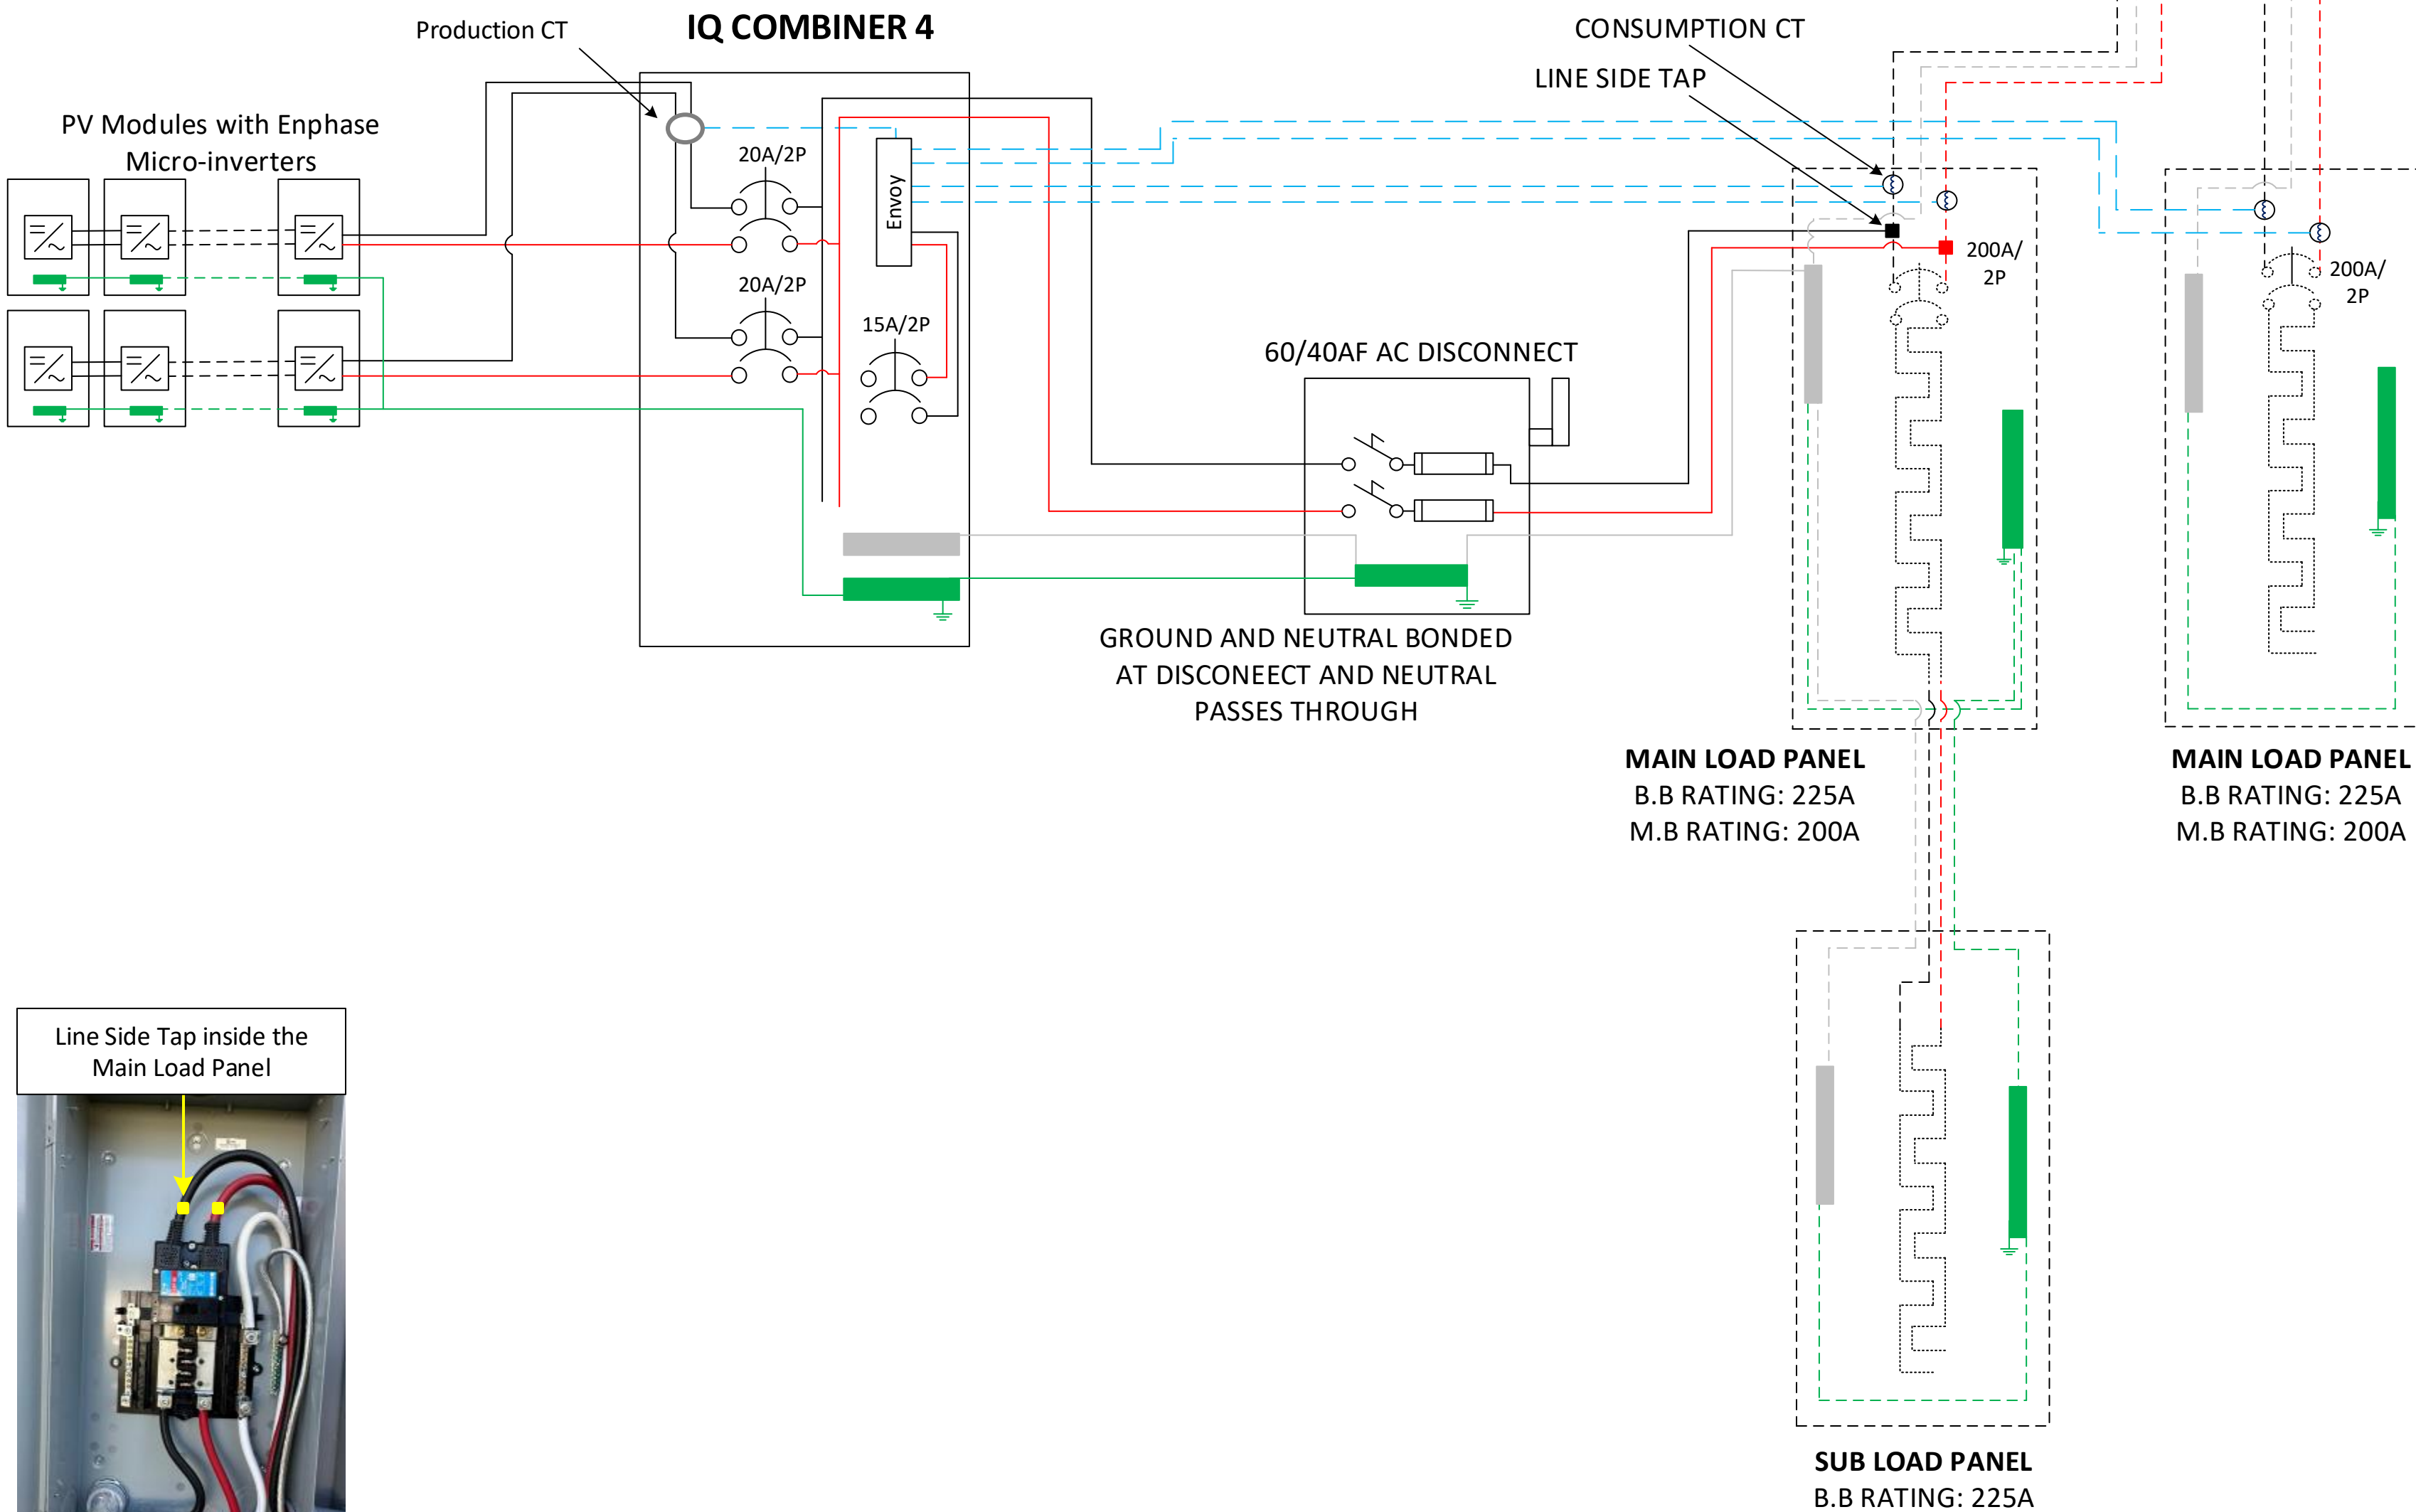 Production CT
IQ COMBINER 4
CONSUMPTION CT
LINE SIDE TAP
PV Modules with Enphase
Micro-inverters
20A/2P
Envoy
20A/2P
15A/2P
200A/
2P
200A/
2P
60/40AF AC DISCONNECT
GROUND AND NEUTRAL BONDED
AT DISCONEECT AND NEUTRAL
PASSES THROUGH
MAIN LOAD PANEL
B.B RATING: 225A
M.B RATING: 200A
MAIN LOAD PANEL
B.B RATING: 225A
M.B RATING: 200A
Line Side Tap inside the
Main Load Panel
SUB LOAD PANEL
B.B RATING: 225A